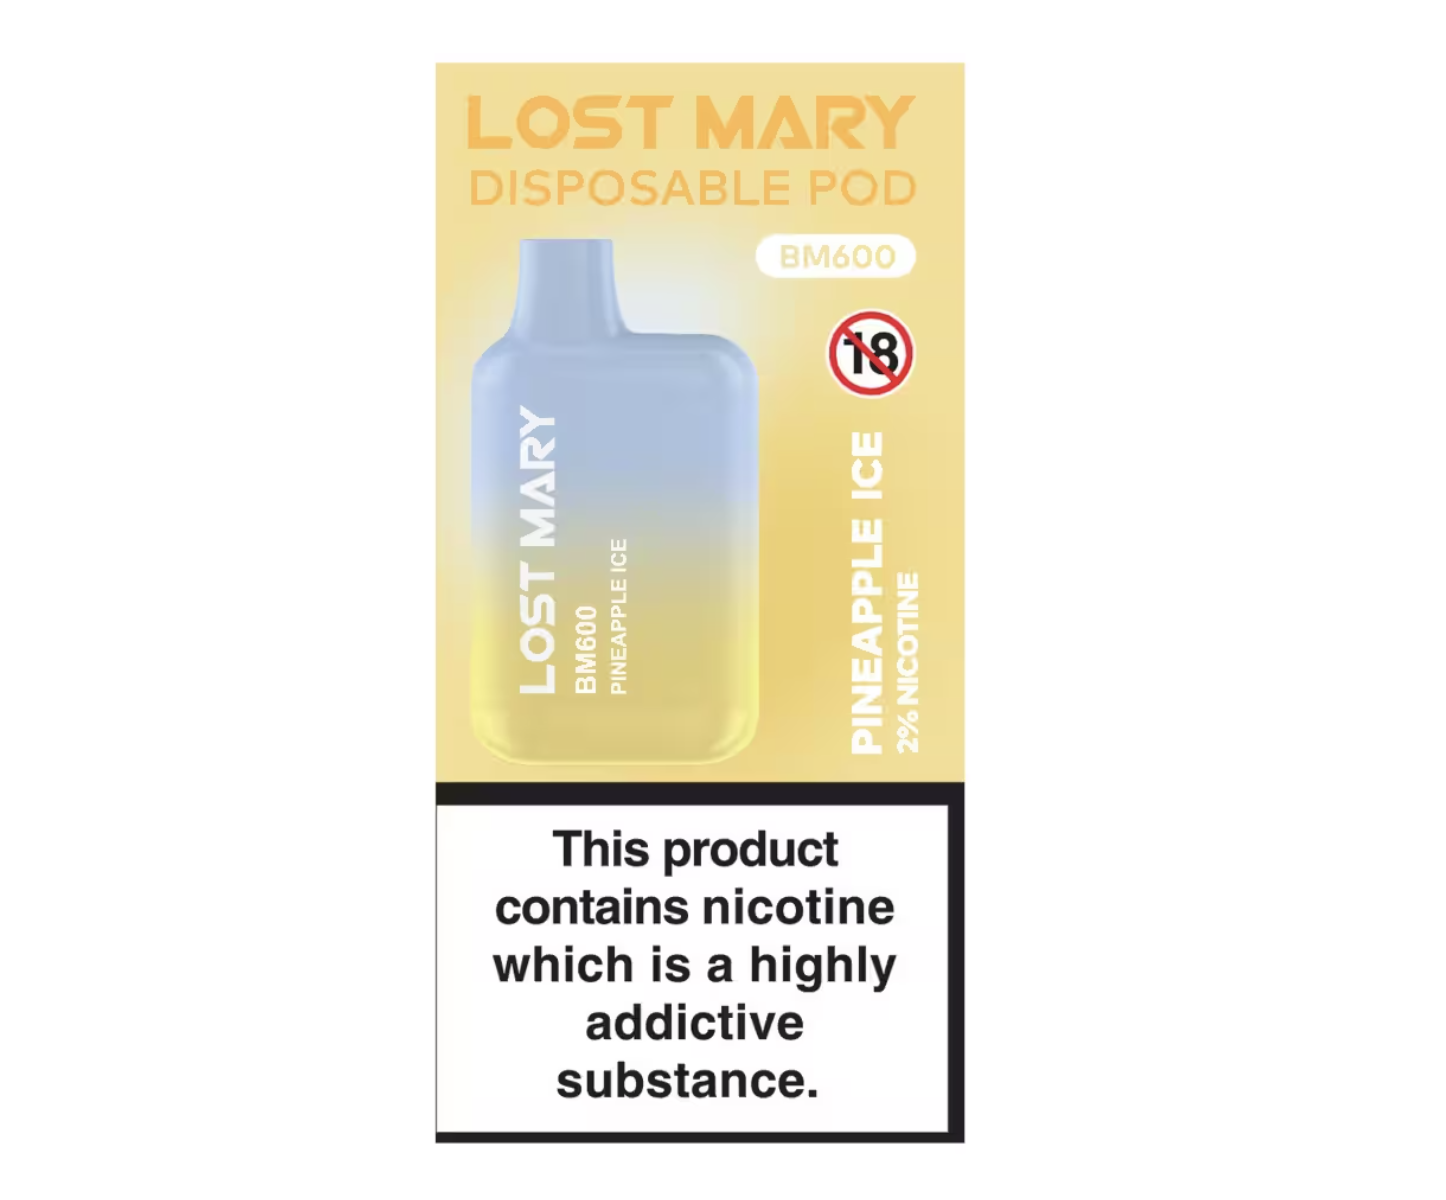 LOST MARY
DISPOSABLE POD
BM600
18
LOST MARY
BM600
PINEAPPLE ICE
PINEAPPLE ICE
2% NICOTINE
This product
contains nicotine
which is a highly
addictive
substance.